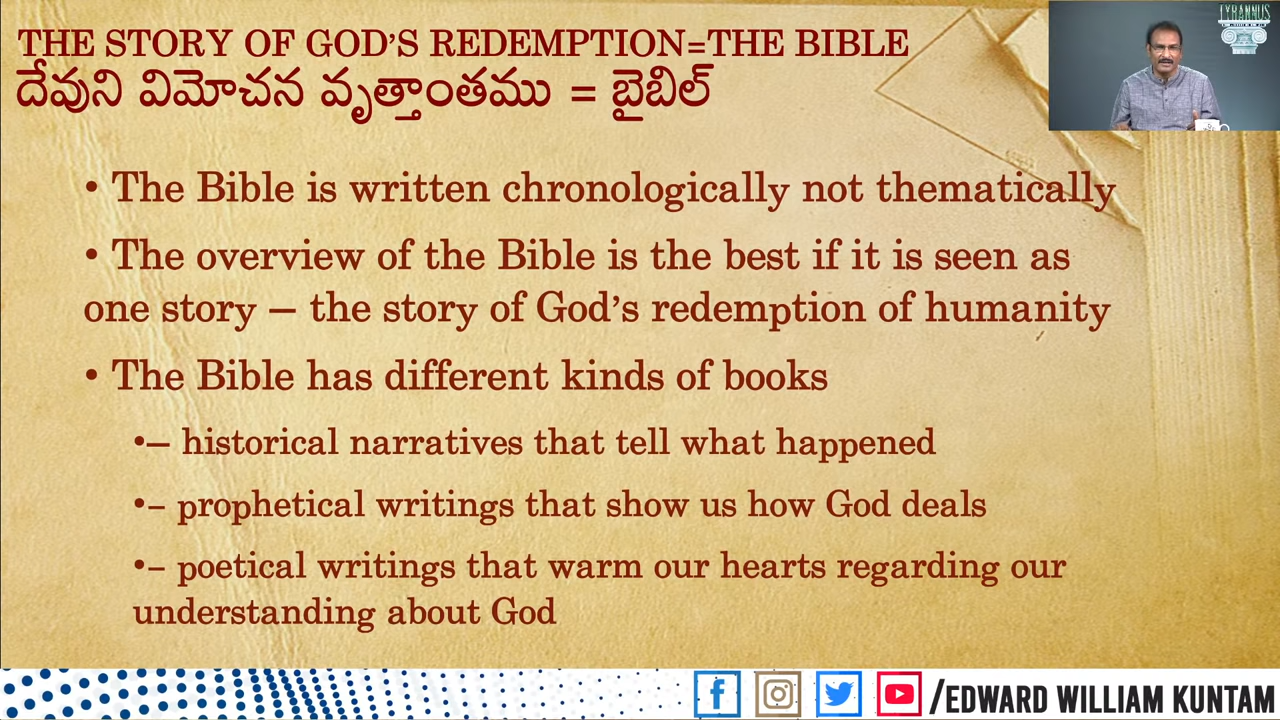 THE STORY OF GOD’S REDEMPTION=THE BIBLE
దేవుని విమోచన వృత్తాంతము = బైబిల్
TYRANNUS
• The Bible is written chronologically not thematically
• The overview of the Bible is the best if it is seen as
one story – the story of God’s redemption of humanity
• The Bible has different kinds of books
•– historical narratives that tell what happened
•– prophetical writings that show us how God deals
•– poetical writings that warm our hearts regarding our
understanding about God
/EDWARD WILLIAM KUNTAM